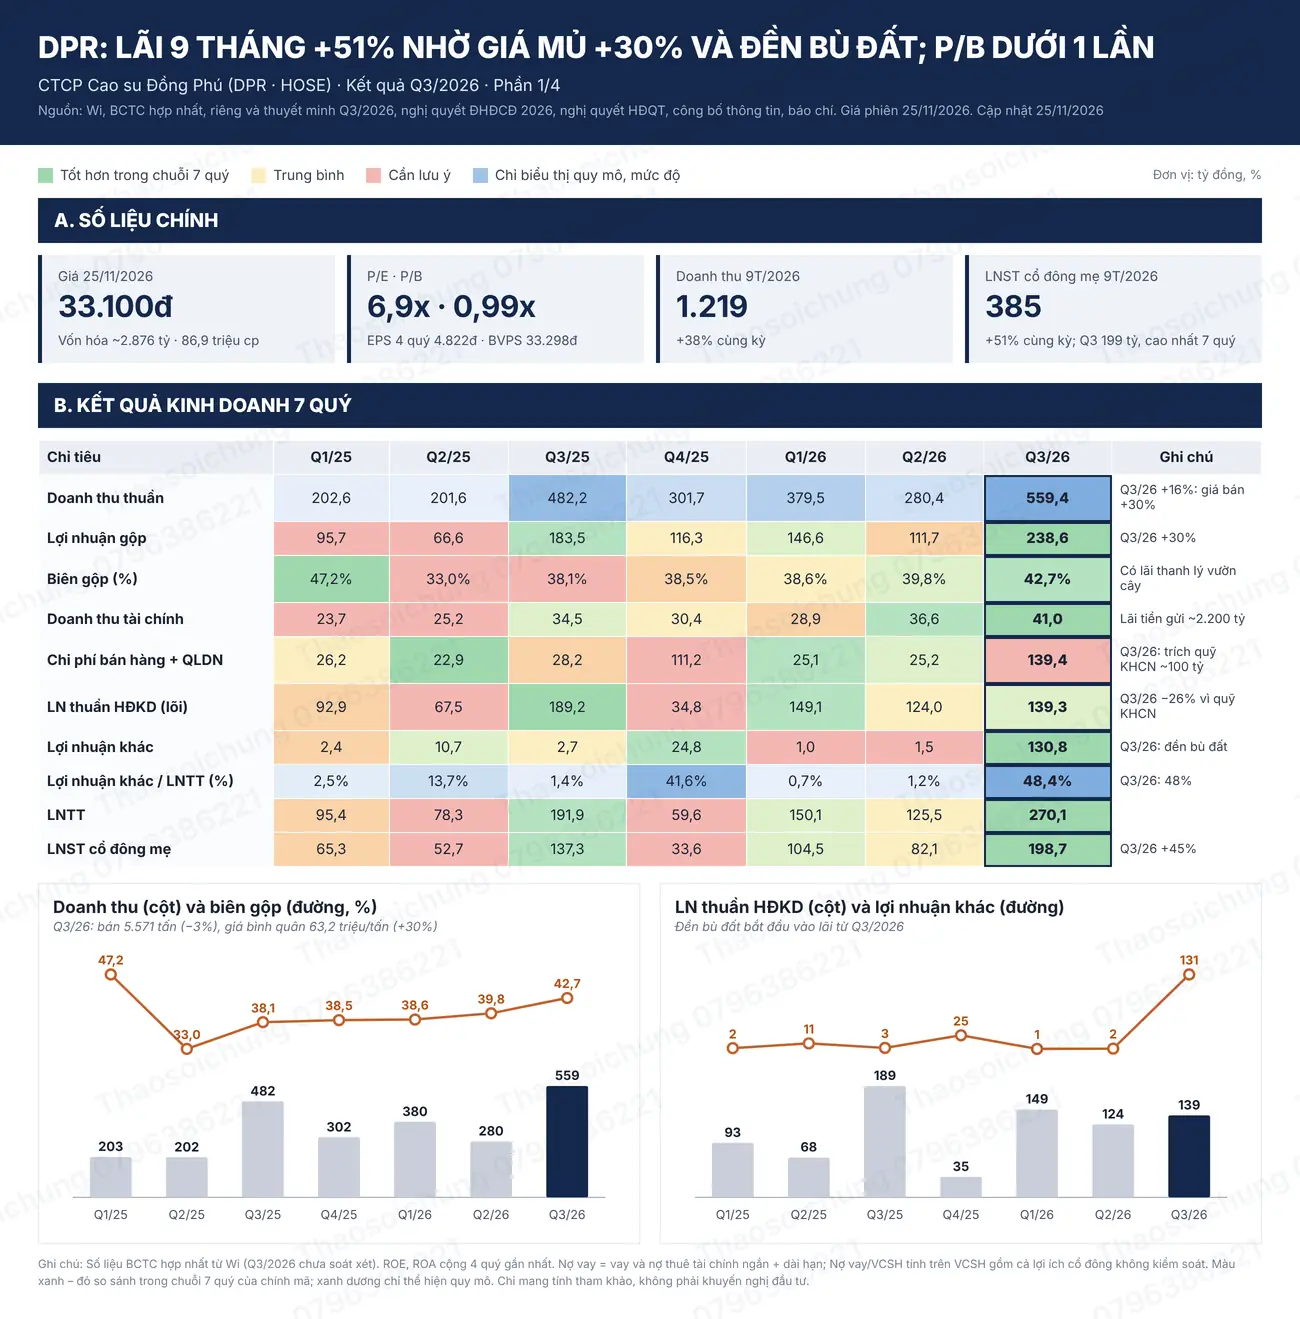 DPR: LÃI 9 THÁNG +51% NHỜ GIÁ MỦ +30% VÀ ĐỀN BÙ ĐẤT; P/B DƯỚI 1 LẦN
CTCP Cao su Đồng Phú (DPR · HOSE) · Kết quả Q3/2026 · Phần 1/4
Nguồn: Wi, BCTC hợp nhất, riêng và thuyết minh Q3/2026, nghị quyết ĐHĐCĐ 2026, nghị quyết HĐQT, công bố thông tin, báo chí. Giá phiên 25/11/2026. Cập nhật 25/11/2026
Tốt hơn trong chuỗi 7 quý Trung bình Cần lưu ý Chỉ biểu thị quy mô, mức độ Đơn vị: tỷ đồng, %
A. SỐ LIỆU CHÍNH
Giá 25/11/2026
33.100đ
Vốn hóa ~2.876 tỷ · 86,9 triệu cp
P/E · P/B
6,9x · 0,99x
EPS 4 quý 4.822đ · BVPS 33.298đ
Doanh thu 9T/2026
1.219
+38% cùng kỳ
LNST cổ đông mẹ 9T/2026
385
+51% cùng kỳ; Q3 199 tỷ, cao nhất 7 quý
B. KẾT QUẢ KINH DOANH 7 QUÝ
Chỉ tiêu Q1/25 Q2/25 Q3/25 Q4/25 Q1/26 Q2/26 Q3/26 Ghi chú
Doanh thu thuần 202,6 201,6 482,2 301,7 379,5 280,4 559,4 Q3/26 +16%: giá bán
+30%
Lợi nhuận gộp 95,7 66,6 183,5 116,3 146,6 111,7 238,6 Q3/26 +30%
Biên gộp (%) 47,2% 33,0% 38,1% 38,5% 38,6% 39,8% 42,7% Có lãi thanh lý vườn
cây
Doanh thu tài chính 23,7 25,2 34,5 30,4 28,9 36,6 41,0 Lãi tiền gửi ~2.200 tỷ
Chi phí bán hàng + QLDN 26,2 22,9 28,2 111,2 25,1 25,2 139,4 Q3/26: trích quỹ
KHCN ~100 tỷ
LN thuần HĐKD (lõi) 92,9 67,5 189,2 34,8 149,1 124,0 139,3 Q3/26 −26% vì quỹ
KHCN
Lợi nhuận khác 2,4 10,7 2,7 24,8 1,0 1,5 130,8 Q3/26: đền bù đất
Lợi nhuận khác / LNTT (%) 2,5% 13,7% 1,4% 41,6% 0,7% 1,2% 48,4% Q3/26: 48%
LNTT 95,4 78,3 191,9 59,6 150,1 125,5 270,1
LNST cổ đông mẹ 65,3 52,7 137,3 33,6 104,5 82,1 198,7 Q3/26 +45%
Doanh thu (cột) và biên gộp (đường, %)
Q3/26: bán 5.571 tấn (−3%), giá bình quân 63,2 triệu/tấn (+30%)
47,2 33,0 38,1 38,5 38,6 39,8 42,7
203 202 482 302 380 280 559
Q1/25 Q2/25 Q3/25 Q4/25 Q1/26 Q2/26 Q3/26
LN thuần HĐKD (cột) và lợi nhuận khác (đường)
Đền bù đất bắt đầu vào lãi từ Q3/2026
2 11 3 25 1 2 131
93 68 189 35 149 124 139
Q1/25 Q2/25 Q3/25 Q4/25 Q1/26 Q2/26 Q3/26
Ghi chú: Số liệu BCTC hợp nhất từ Wi (Q3/2026 chưa soát xét). ROE, ROA cộng 4 quý gần nhất. Nợ vay = vay và nợ thuê tài chính ngắn + dài hạn; Nợ vay/VCSH tính trên VCSH gồm cả lợi ích cổ đông không kiểm soát. Màu
xanh – đỏ so sánh trong chuỗi 7 quý của chính mã; xanh dương chỉ thể hiện quy mô. Chỉ mang tính tham khảo, không phải khuyến nghị đầu tư.
Thaosoichung 0796386221